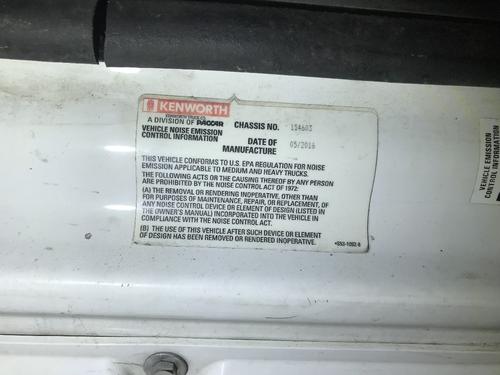 KENWORTH
KENWORTH TRUCK CO.
A DIVISION OF PACCAR
VEHICLE NOISE EMISSION
CONTROL INFORMATION
CHASSIS NO. 154603
DATE OF
MANUFACTURE 05/2016
THIS VEHICLE CONFORMS TO U.S. EPA REGULATION FOR NOISE
EMISSION APPLICABLE TO MEDIUM AND HEAVY TRUCKS.
THE FOLLOWING ACTS OR THE CAUSING THEREOF BY ANY PERSON
ARE PROHIBITED BY THE NOISE CONTROL ACT OF 1972:
(A) THE REMOVAL OR RENDERING INOPERATIVE, OTHER THAN
FOR PURPOSES OF MAINTENANCE, REPAIR, OR REPLACEMENT, OF
ANY NOISE CONTROL DEVICE OR ELEMENT OF DESIGN (LISTED IN
THE OWNER'S MANUAL) INCORPORATED INTO THE VEHICLE IN
COMPLIANCE WITH THE NOISE CONTROL ACT.
(B) THE USE OF THIS VEHICLE AFTER SUCH DEVICE OR ELEMENT
OF DESIGN HAS BEEN REMOVED OR RENDERED INOPERATIVE.
VEHICLE EMISSION
CONTROL INFORMATION